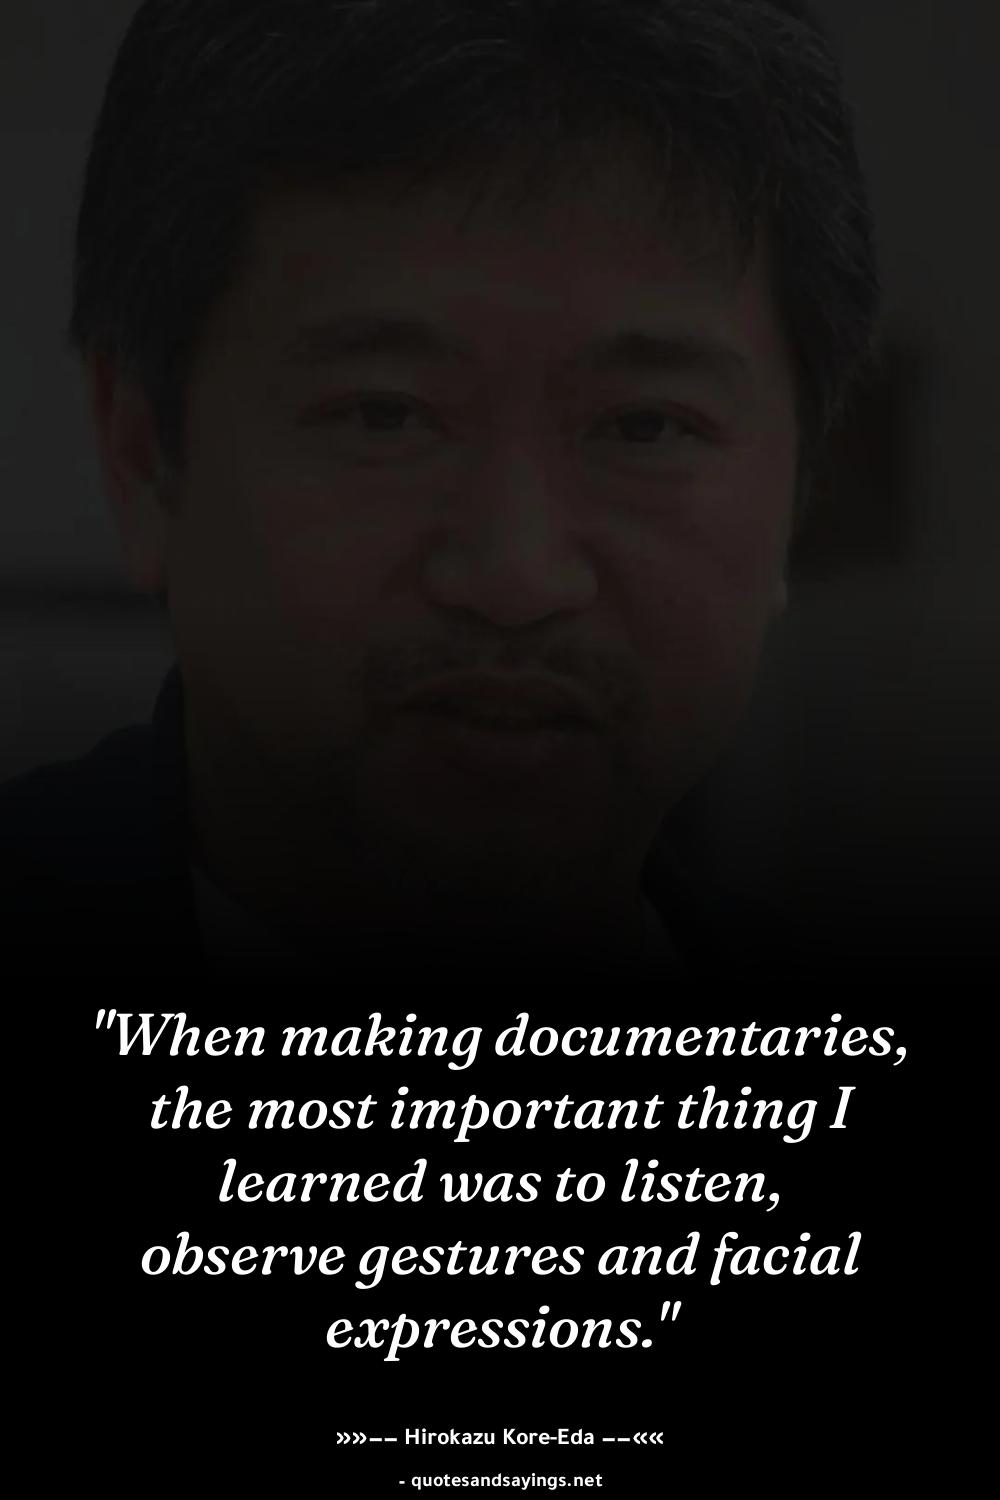 "When making documentaries,
the most important thing I
learned was to listen,
observe gestures and facial
expressions."
»»–– Hirokazu Kore-Eda ––««
- quotesandsayings.net